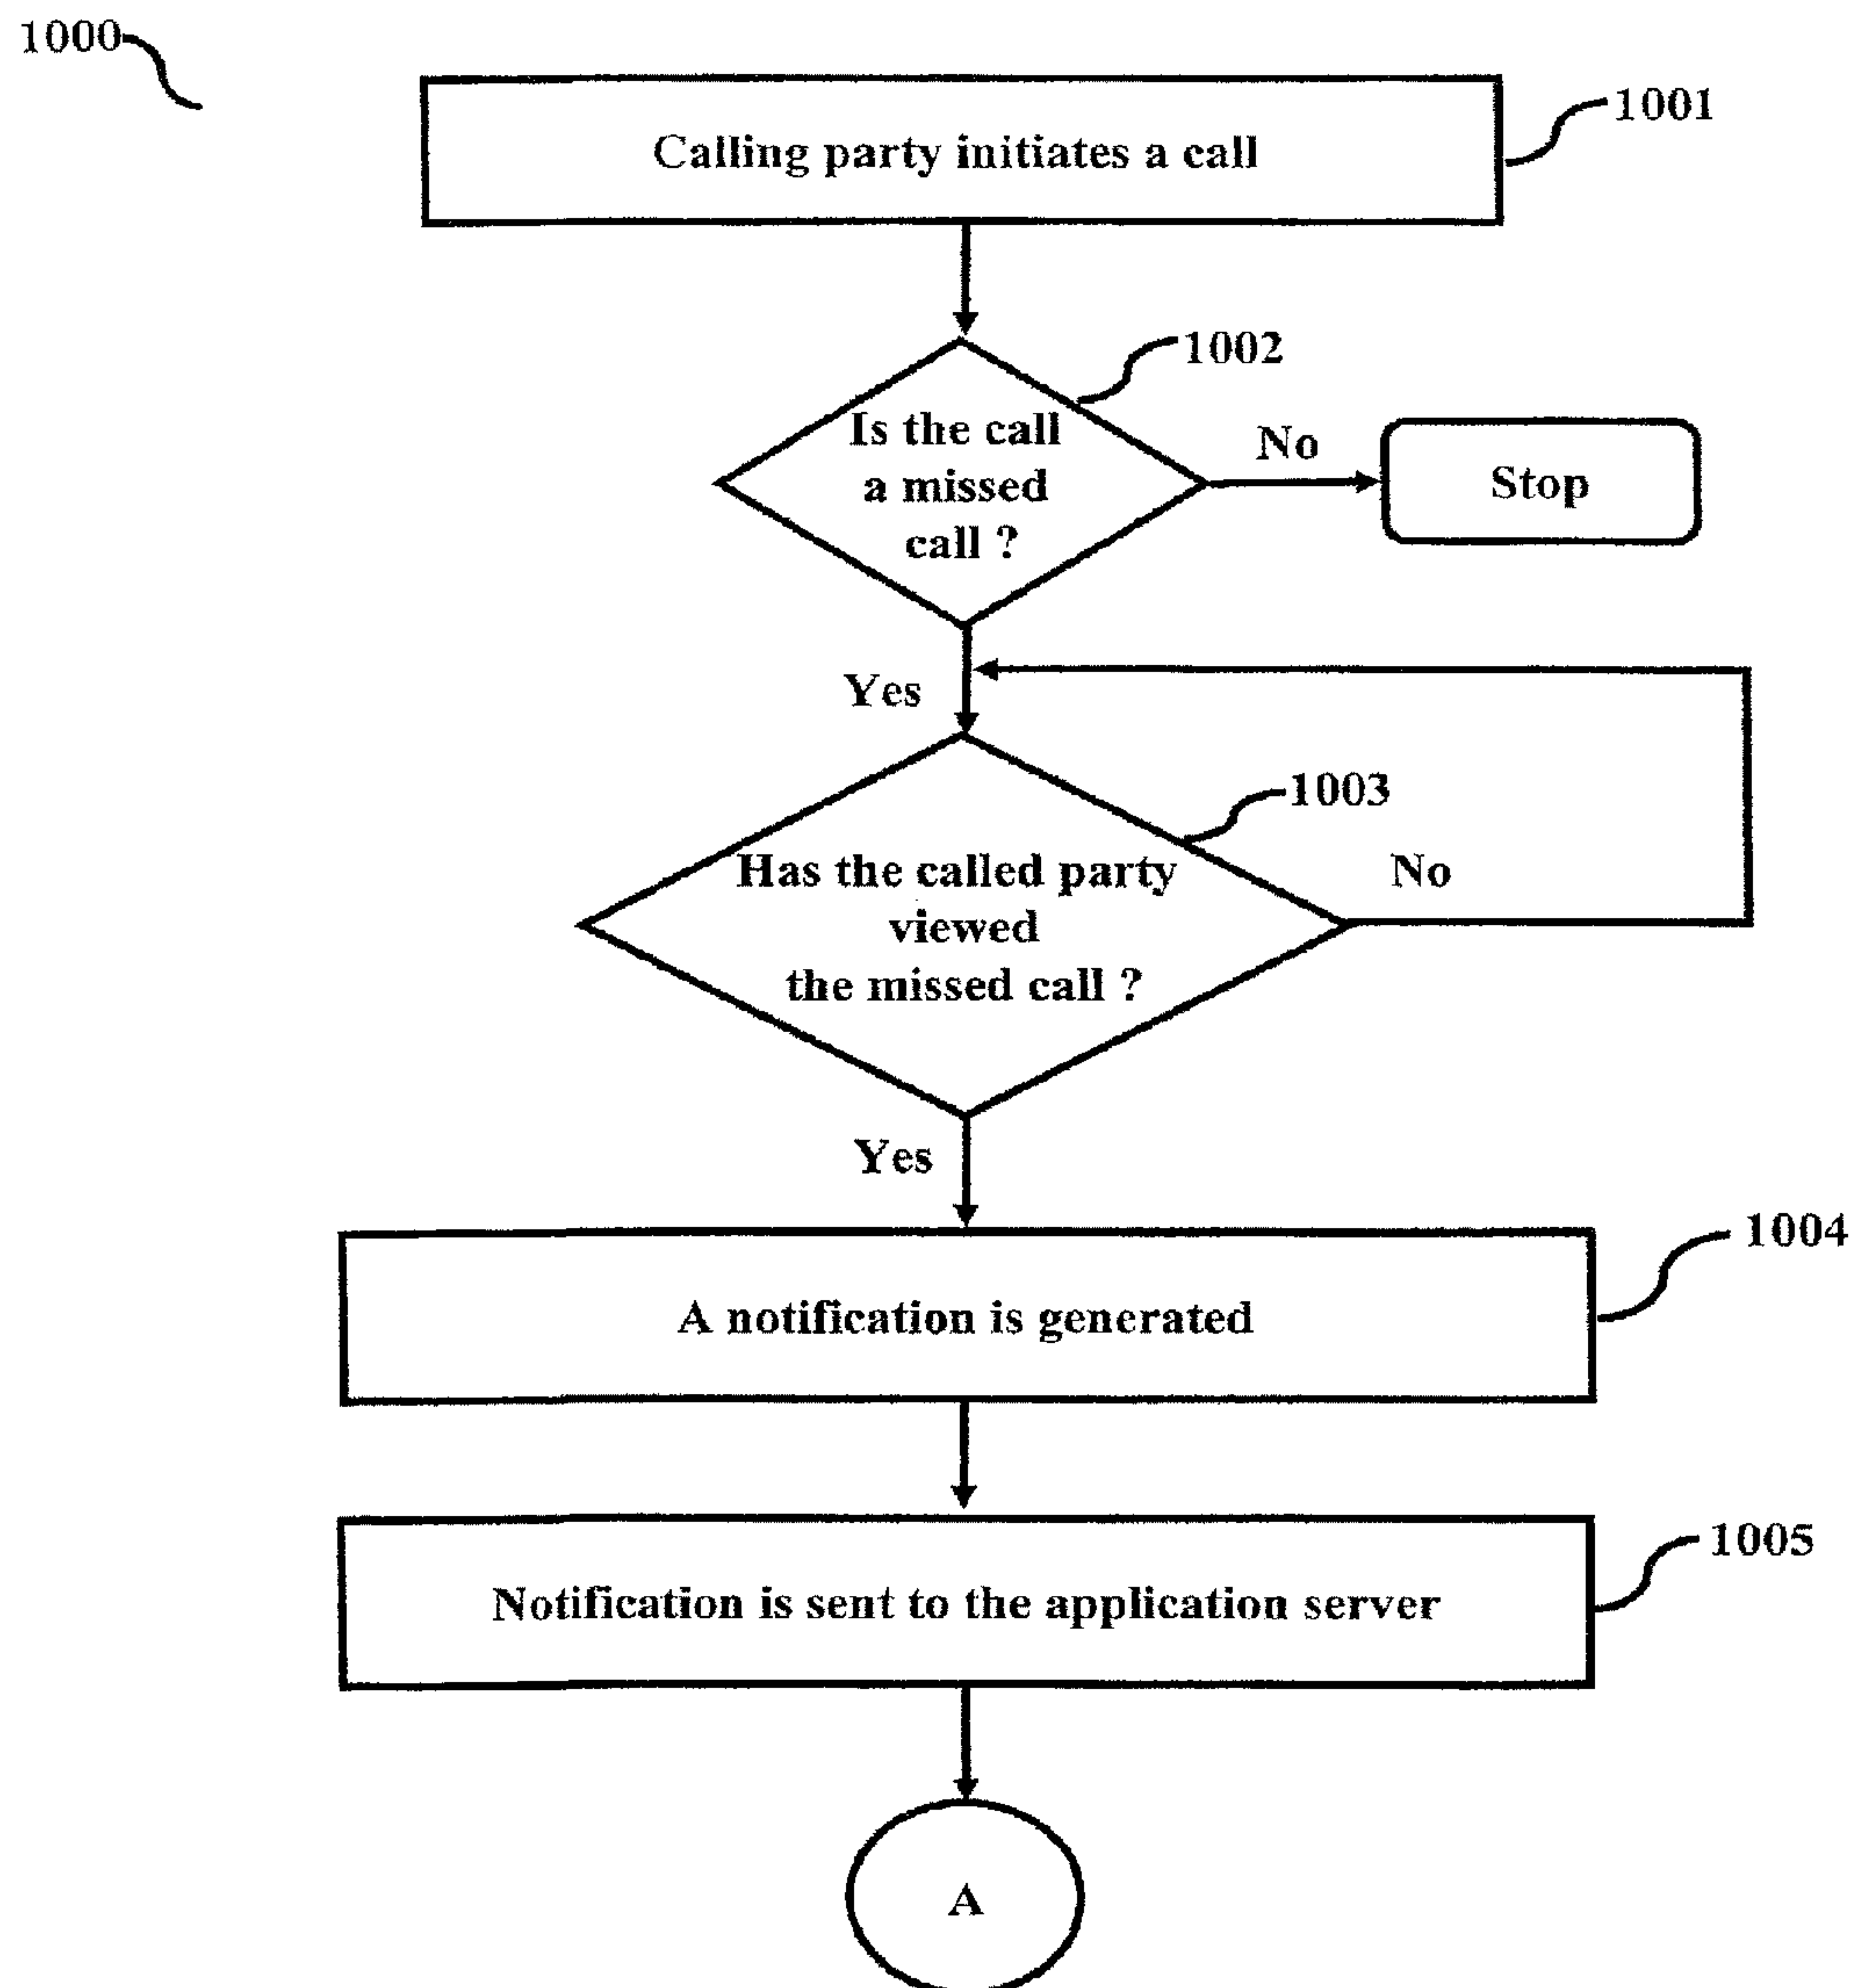 1000
1001
Calling party initiates a call
1002
Is the call
a missed
call ?
No
Stop
Yes
1003
Has the called party
viewed
the missed call ?
No
Yes
1004
A notification is generated
1005
Notification is sent to the application server
A